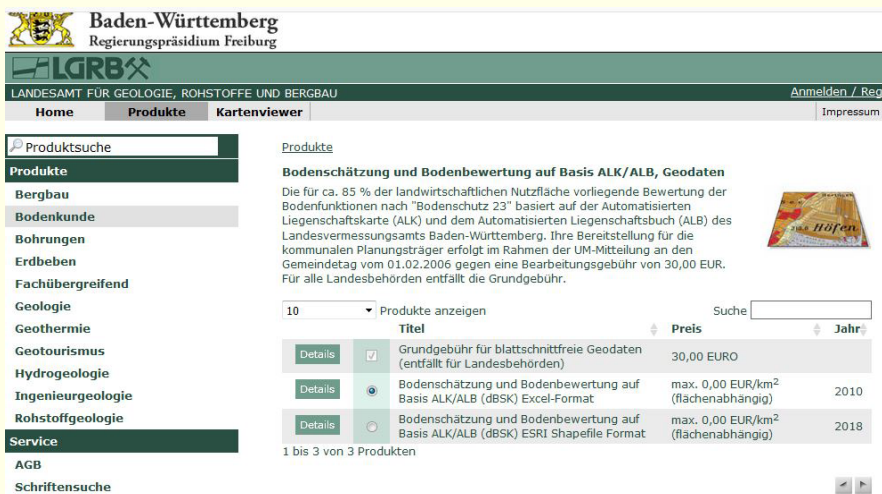 Baden-Württemberg
Regierungspräsidium Freiburg
LGRB
LANDESAMT FÜR GEOLOGIE, ROHSTOFFE UND BERGBAU
Anmelden / Reg
Home Produkte Kartenviewer Impressum
Produktsuche
Produkte
Bergbau
Bodenkunde
Bohrungen
Erdbeben
Fachübergreifend
Geologie
Geothermie
Geotourismus
Hydrogeologie
Ingenieurgeologie
Rohstoffgeologie
Service
AGB
Schriftensuche
Produkte
Bodenschätzung und Bodenbewertung auf Basis ALK/ALB, Geodaten
Die für ca. 85 % der landwirtschaftlichen Nutzfläche vorliegende Bewertung der
Bodenfunktionen nach "Bodenschutz 23" basiert auf der Automatisierten
Liegenschaftskarte (ALK) und dem Automatisierten Liegenschaftsbuch (ALB) des
Landesvermessungsamts Baden-Württemberg. Ihre Bereitstellung für die
kommunalen Planungsträger erfolgt im Rahmen der UM-Mitteilung an den
Gemeindetag vom 01.02.2006 gegen eine Bearbeitungsgebühr von 30,00 EUR.
Für alle Landesbehörden entfällt die Grundgebühr.
Höfen
10 Produkte anzeigen Suche
Titel Preis Jahr
Details Grundgebühr für blattschnittfreie Geodaten
(entfällt für Landesbehörden) 30,00 EURO
Details Bodenschätzung und Bodenbewertung auf max. 0,00 EUR/km²
Basis ALK/ALB (dBSK) Excel-Format (flächenabhängig) 2010
Details Bodenschätzung und Bodenbewertung auf max. 0,00 EUR/km²
Basis ALK/ALB (dBSK) ESRI Shapefile Format (flächenabhängig) 2018
1 bis 3 von 3 Produkten